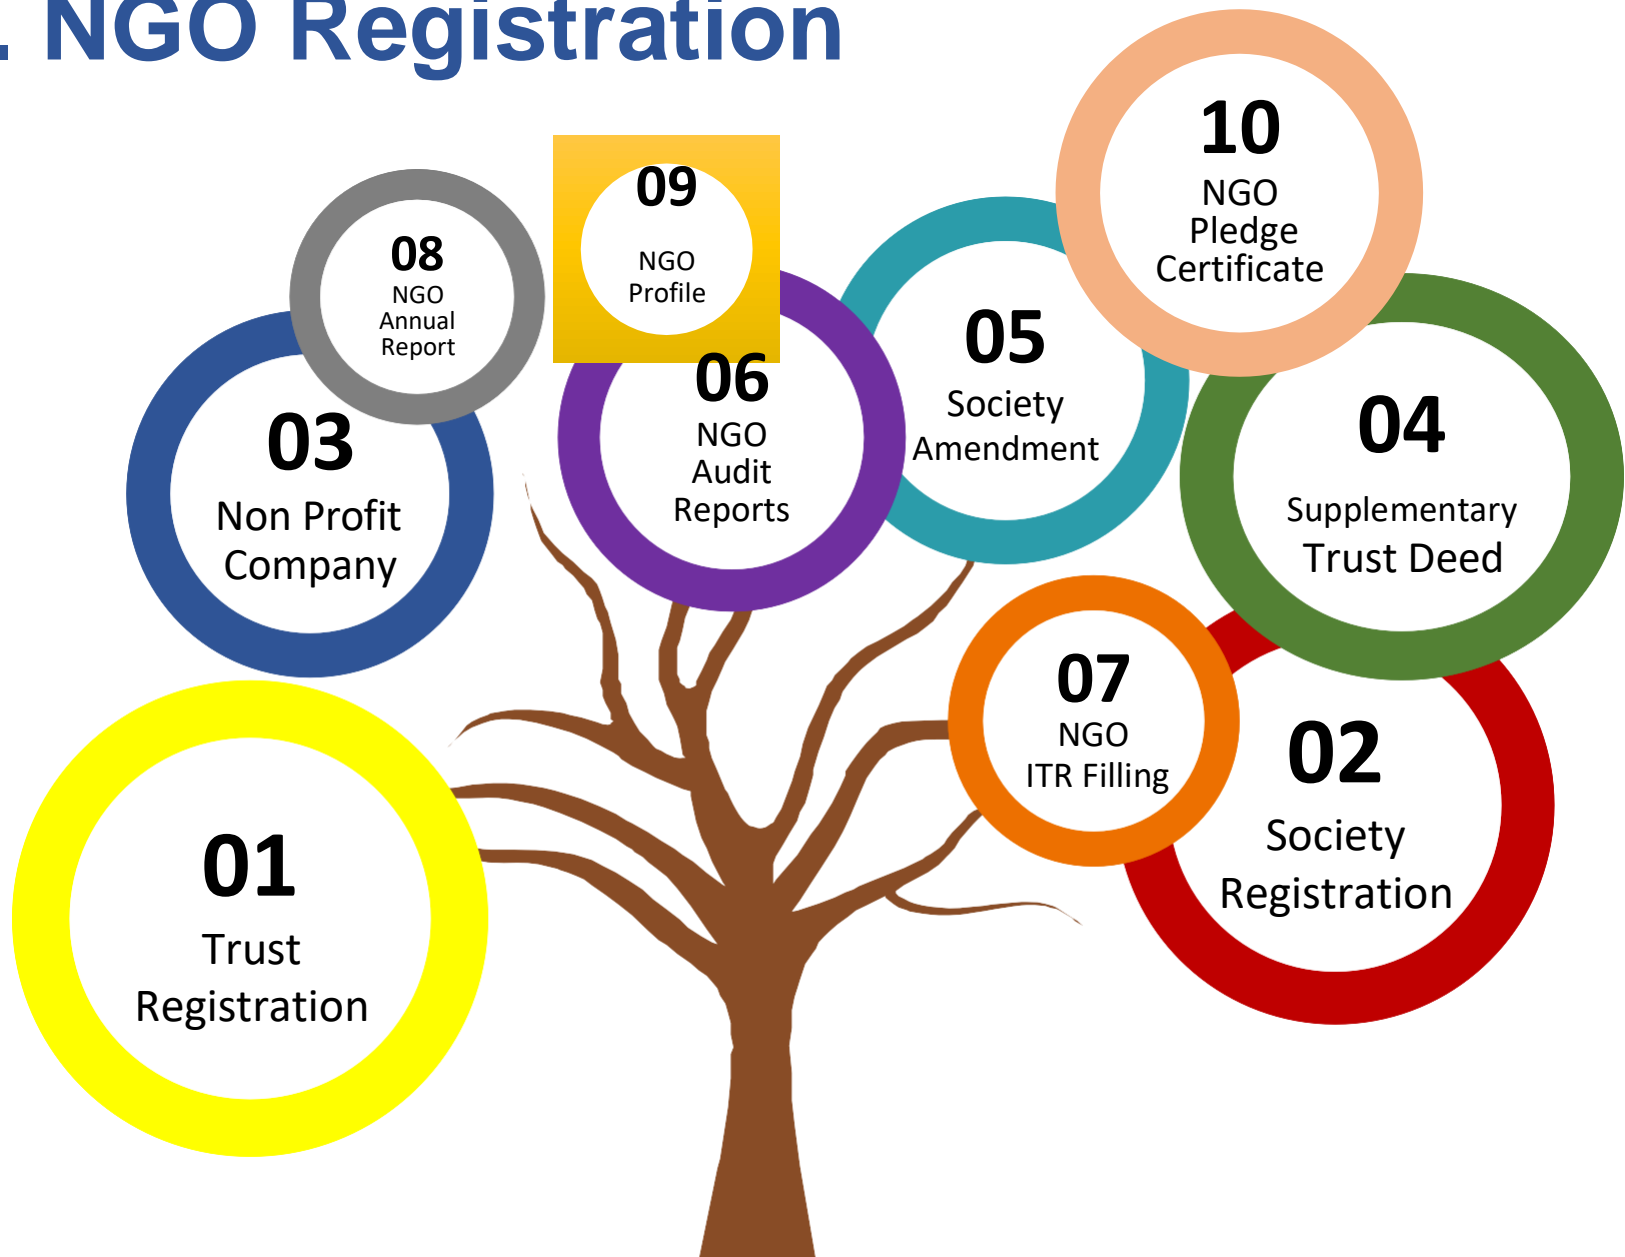 . NGO Registration
10
NGO
Pledge
Certificate
09
NGO
Profile
08
NGO
Annual
Report
05
Society
Amendment
06
NGO
Audit
Reports
04
Supplementary
Trust Deed
03
Non Profit
Company
07
NGO
ITR Filling
02
Society
Registration
01
Trust
Registration